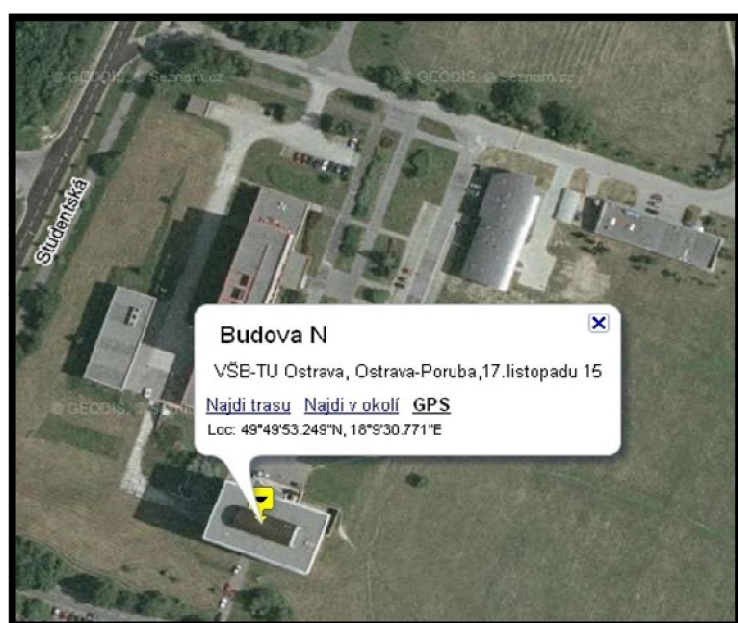 © GEODIS, © Seznam.cz
© GEODIS, © Seznam.cz
Studentská
Budova N
VŠE-TU Ostrava, Ostrava-Poruba,17.listopadu 15
Najdi trasu Najdi v okolí GPS
Loc: 49°49'53.249"N, 18°9'30.771"E
© GEODIS,